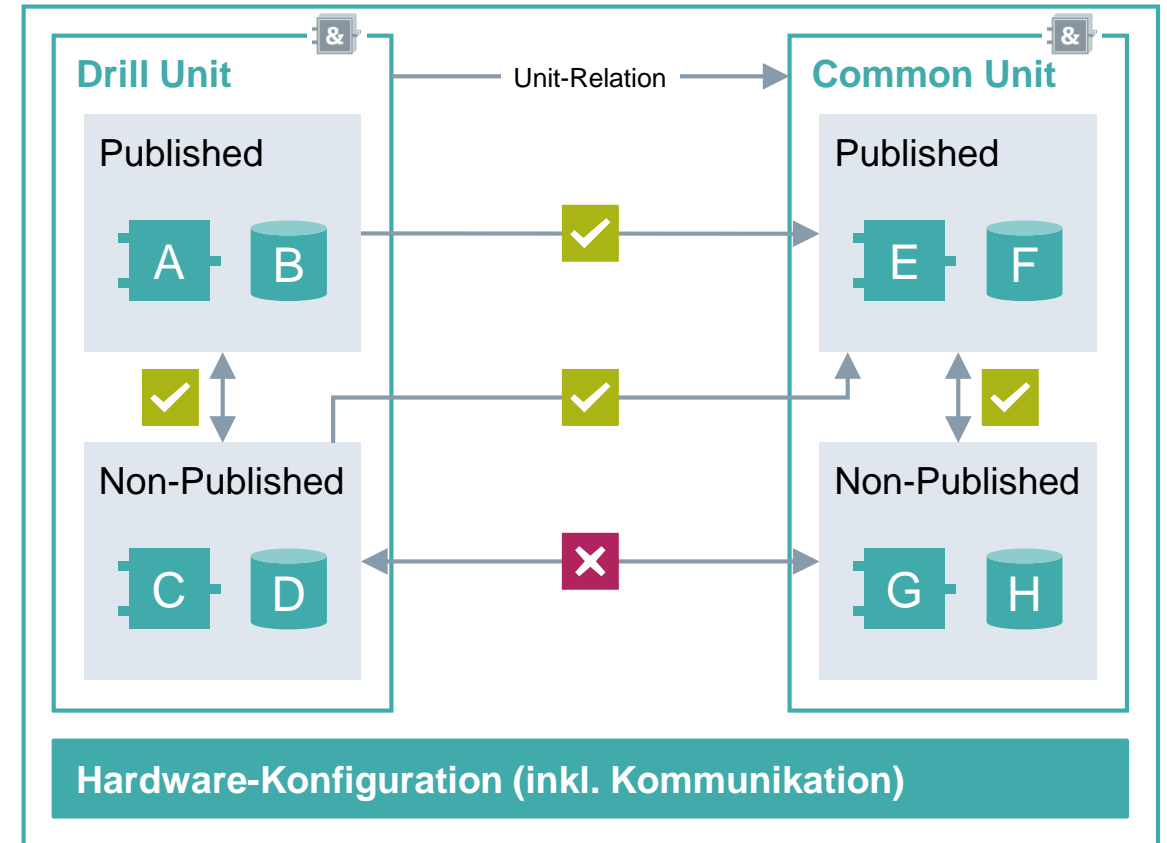 &
&
Drill Unit
Unit-Relation
Common Unit
Published
Published
A
B
E
F
Non-Published
Non-Published
C
D
G
H
Hardware-Konfiguration (inkl. Kommunikation)